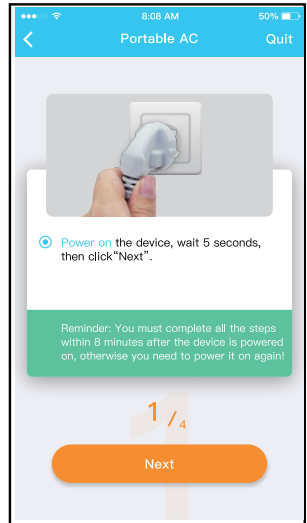 8:08 AM
50%
Portable AC
Quit
Power on the device, wait 5 seconds,
then click“Next”.
Reminder: You must complete all the steps
within 8 minutes after the device is powered
on, otherwise you need to power it on again!
1 / 4
Next